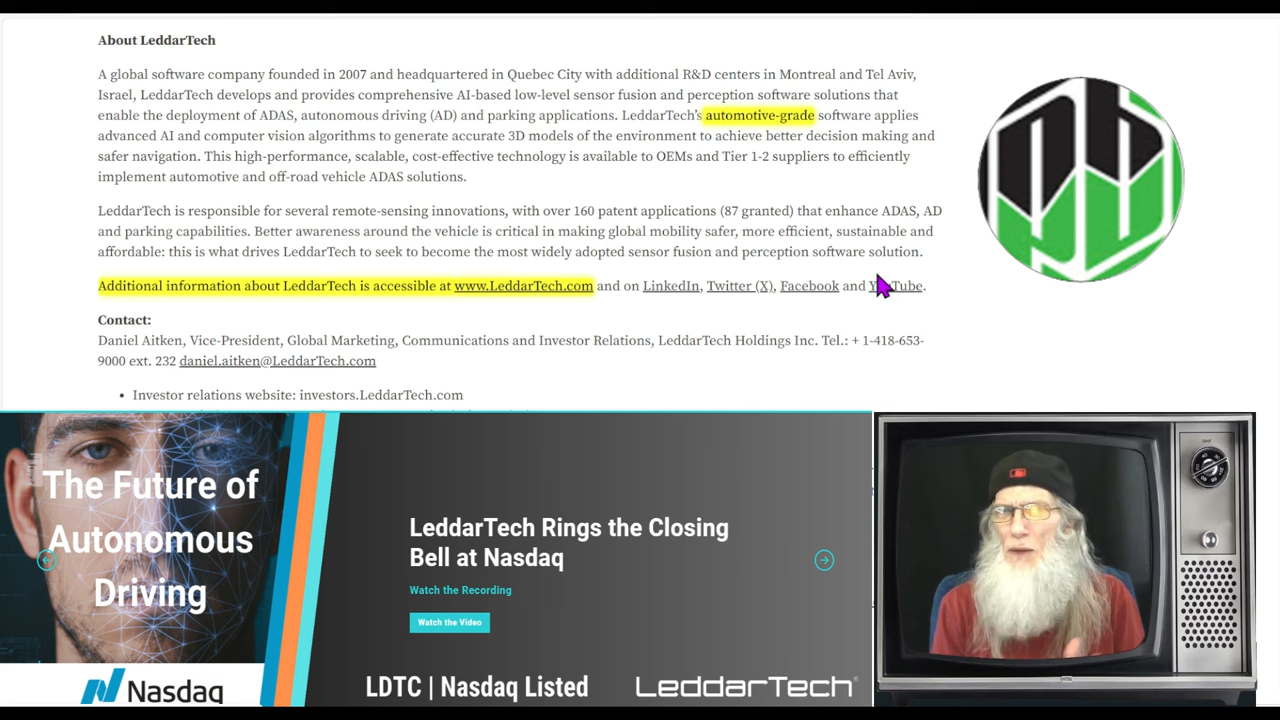 About LeddarTech
A global software company founded in 2007 and headquartered in Quebec City with additional R&D centers in Montreal and Tel Aviv,
Israel, LeddarTech develops and provides comprehensive AI-based low-level sensor fusion and perception software solutions that
enable the deployment of ADAS, autonomous driving (AD) and parking applications. LeddarTech's automotive-grade software applies
advanced AI and computer vision algorithms to generate accurate 3D models of the environment to achieve better decision making and
safer navigation. This high-performance, scalable, cost-effective technology is available to OEMs and Tier 1-2 suppliers to efficiently
implement automotive and off-road vehicle ADAS solutions.
LeddarTech is responsible for several remote-sensing innovations, with over 160 patent applications (87 granted) that enhance ADAS, AD
and parking capabilities. Better awareness around the vehicle is critical in making global mobility safer, more efficient, sustainable and
affordable: this is what drives LeddarTech to seek to become the most widely adopted sensor fusion and perception software solution.
Additional information about LeddarTech is accessible at www.LeddarTech.com and on LinkedIn, Twitter (X), Facebook and YouTube.
Contact:
Daniel Aitken, Vice-President, Global Marketing, Communications and Investor Relations, LeddarTech Holdings Inc. Tel.: + 1-418-653-
9000 ext. 232 daniel.aitken@LeddarTech.com
• Investor relations website: investors.LeddarTech.com
The Future of
Autonomous
Driving
Nasdaq
LeddarTech Rings the Closing
Bell at Nasdaq
Watch the Recording
Watch the Video
LDTC | Nasdaq Listed
LeddarTech®